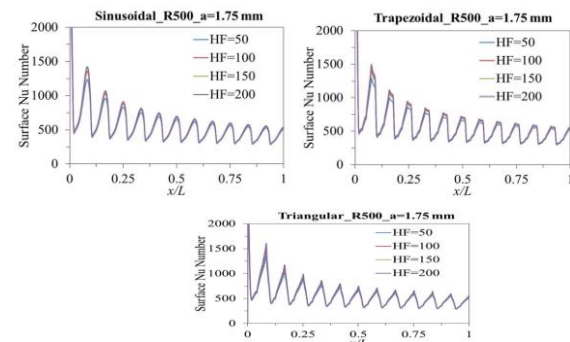 Sinusoidal_R500_a=1.75 mm
Surface Nu Number
2000
1500
1000
500
0
HF=50
HF=100
HF=150
HF=200
0 0.25 0.5 0.75 1
x/L
Trapezoidal_R500_a=1.75 mm
Surface Nu Number
2000
1500
1000
500
0
HF=50
HF=100
HF=150
HF=200
0 0.25 0.5 0.75 1
x/L
Triangular_R500_a=1.75 mm
Surface Nu Number
2000
1500
1000
500
0
HF=50
HF=100
HF=150
HF=200
0 0.25 0.5 0.75 1
x/L